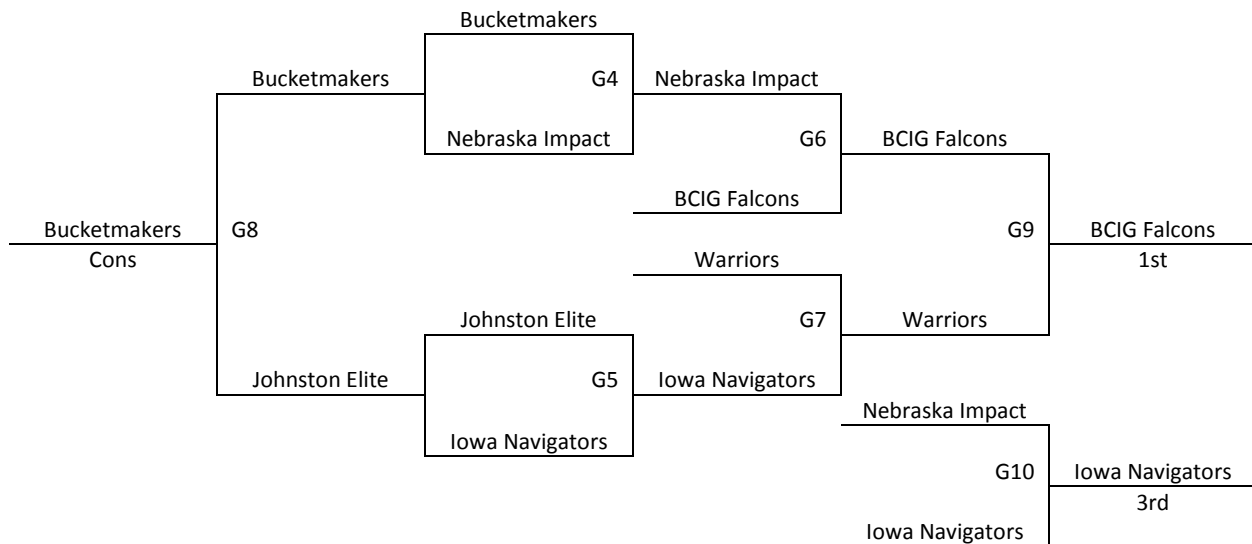 Bucketmakers
Bucketmakers
G4
Nebraska Impact
Nebraska Impact
G6
BCIG Falcons
BCIG Falcons
Bucketmakers
G8
G9
BCIG Falcons
Cons
Warriors
1st
Johnston Elite
G7
Warriors
Johnston Elite
G5
Iowa Navigators
Nebraska Impact
Iowa Navigators
G10
Iowa Navigators
3rd
Iowa Navigators